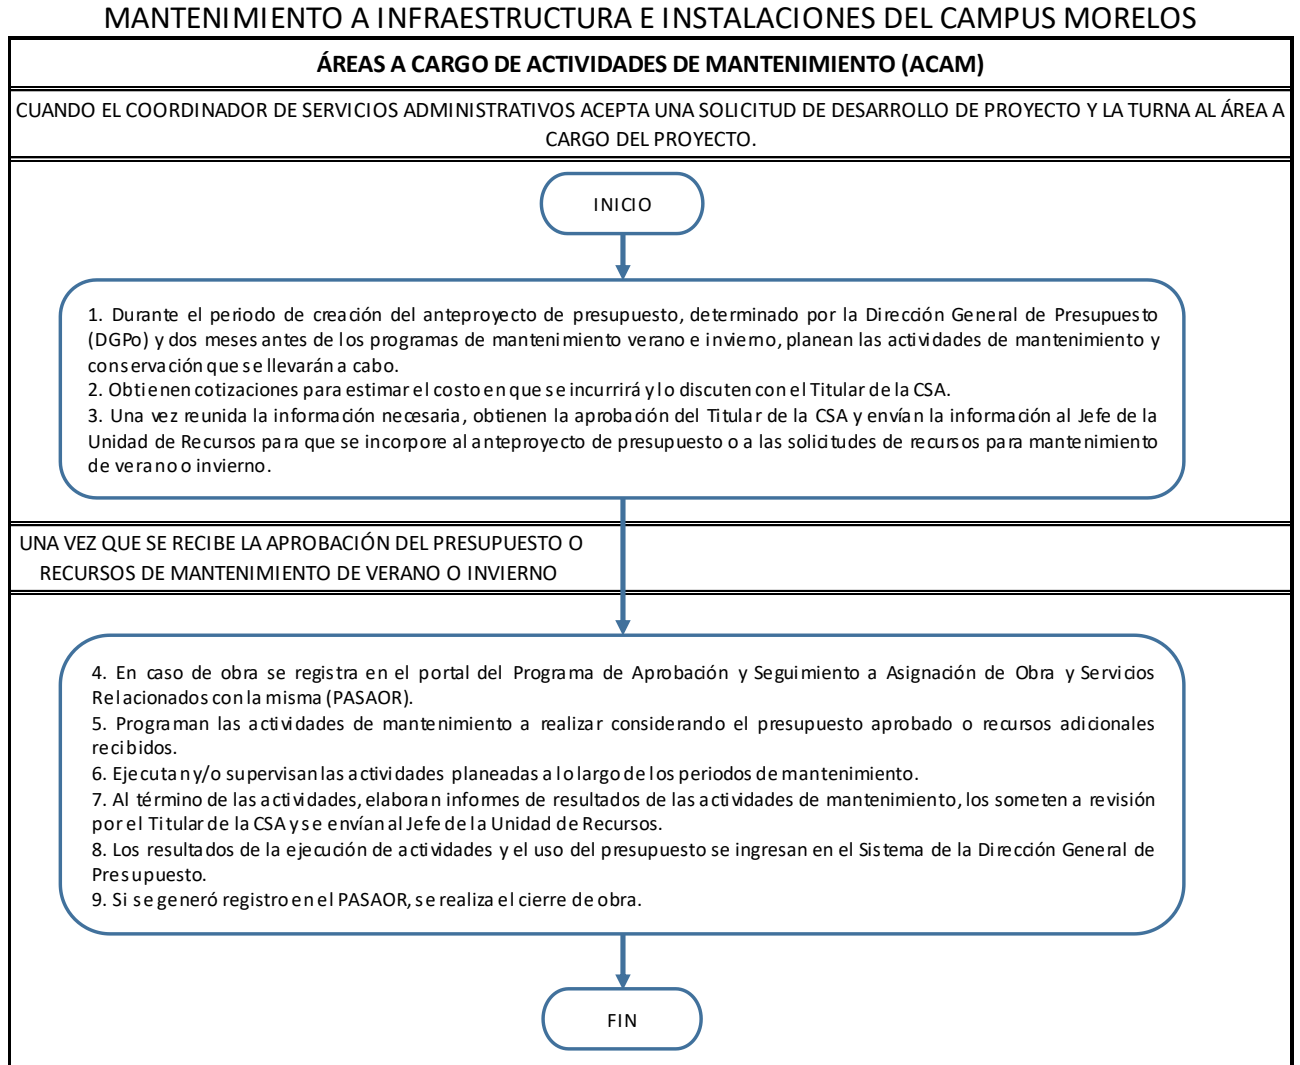 MANTENIMIENTO A INFRAESTRUCTURA E INSTALACIONES DEL CAMPUS MORELOS
ÁREAS A CARGO DE ACTIVIDADES DE MANTENIMIENTO (ACAM)
CUANDO EL COORDINADOR DE SERVICIOS ADMINISTRATIVOS ACEPTA UNA SOLICITUD DE DESARROLLO DE PROYECTO Y LA TURNA AL ÁREA A
CARGO DEL PROYECTO.
INICIO
1. Durante el periodo de creación del anteproyecto de presupuesto, determinado por la Dirección General de Presupuesto
(DGPo) y dos meses antes de los programas de mantenimiento verano e invierno, planean las actividades de mantenimiento y
conservación que se llevarán a cabo.
2. Obtienen cotizaciones para estimar el costo en que se incurrirá y lo discuten con el Titular de la CSA.
3. Una vez reunida la información necesaria, obtienen la aprobación del Titular de la CSA y envían la información al Jefe de la
Unidad de Recursos para que se incorpore al anteproyecto de presupuesto o a las solicitudes de recursos para mantenimiento
de verano o invierno.
UNA VEZ QUE SE RECIBE LA APROBACIÓN DEL PRESUPUESTO O
RECURSOS DE MANTENIMIENTO DE VERANO O INVIERNO
4. En caso de obra se registra en el portal del Programa de Aprobación y Seguimiento a Asignación de Obra y Servicios
Relacionados con la misma (PASAOR).
5. Programan las actividades de mantenimiento a realizar considerando el presupuesto aprobado o recursos adicionales
recibidos.
6. Ejecutan y/o supervisan las actividades planeadas a lo largo de los periodos de mantenimiento.
7. Al término de las actividades, elaboran informes de resultados de las actividades de mantenimiento, los someten a revisión
por el Titular de la CSA y se envían al Jefe de la Unidad de Recursos.
8. Los resultados de la ejecución de actividades y el uso del presupuesto se ingresan en el Sistema de la Dirección General de
Presupuesto.
9. Si se generó registro en el PASAOR, se realiza el cierre de obra.
FIN